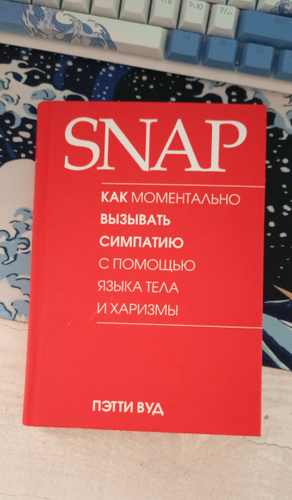 SNAP
КАК МОМЕНТАЛЬНО
ВЫЗЫВАТЬ
СИМПАТИЮ
С ПОМОЩЬЮ
ЯЗЫКА ТЕЛА
И ХАРИЗМЫ
ПЭТТИ ВУД